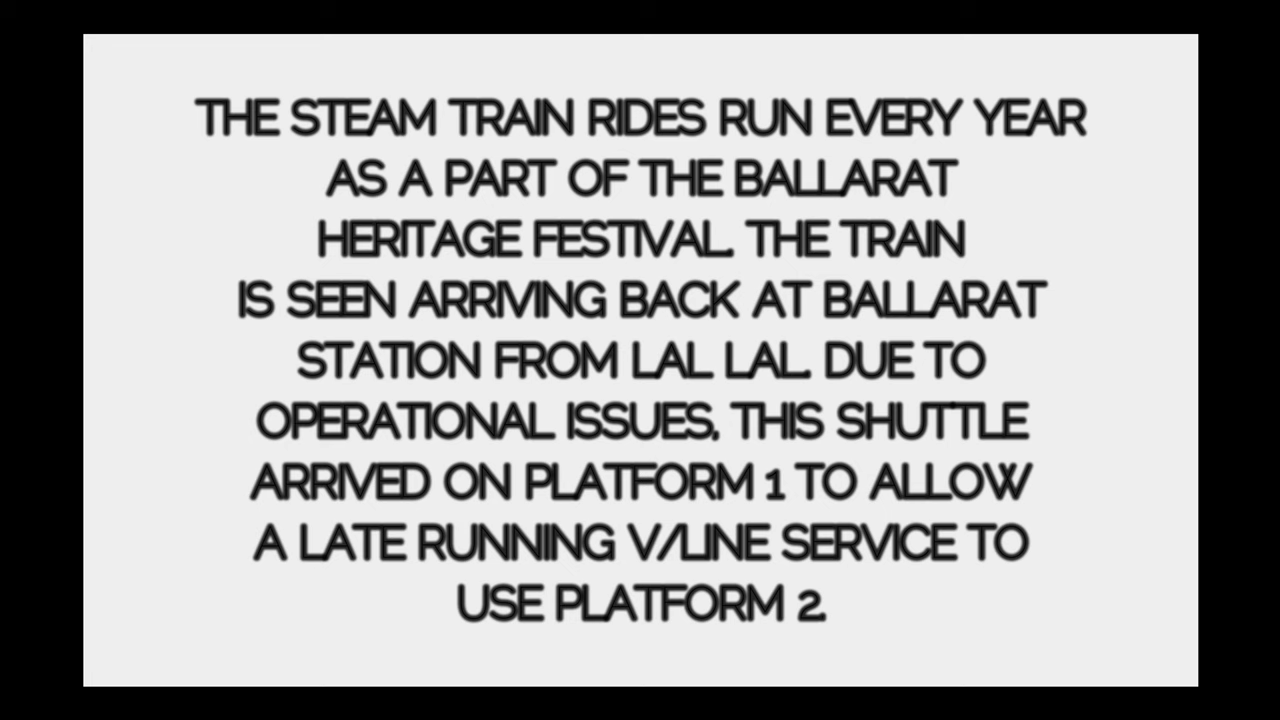 THE STEAM TRAIN RIDES RUN EVERY YEAR
AS A PART OF THE BALLARAT
HERITAGE FESTIVAL. THE TRAIN
IS SEEN ARRIVING BACK AT BALLARAT
STATION FROM LAL LAL. DUE TO
OPERATIONAL ISSUES, THIS SHUTTLE
ARRIVED ON PLATFORM 1 TO ALLOW
A LATE RUNNING V/LINE SERVICE TO
USE PLATFORM 2.